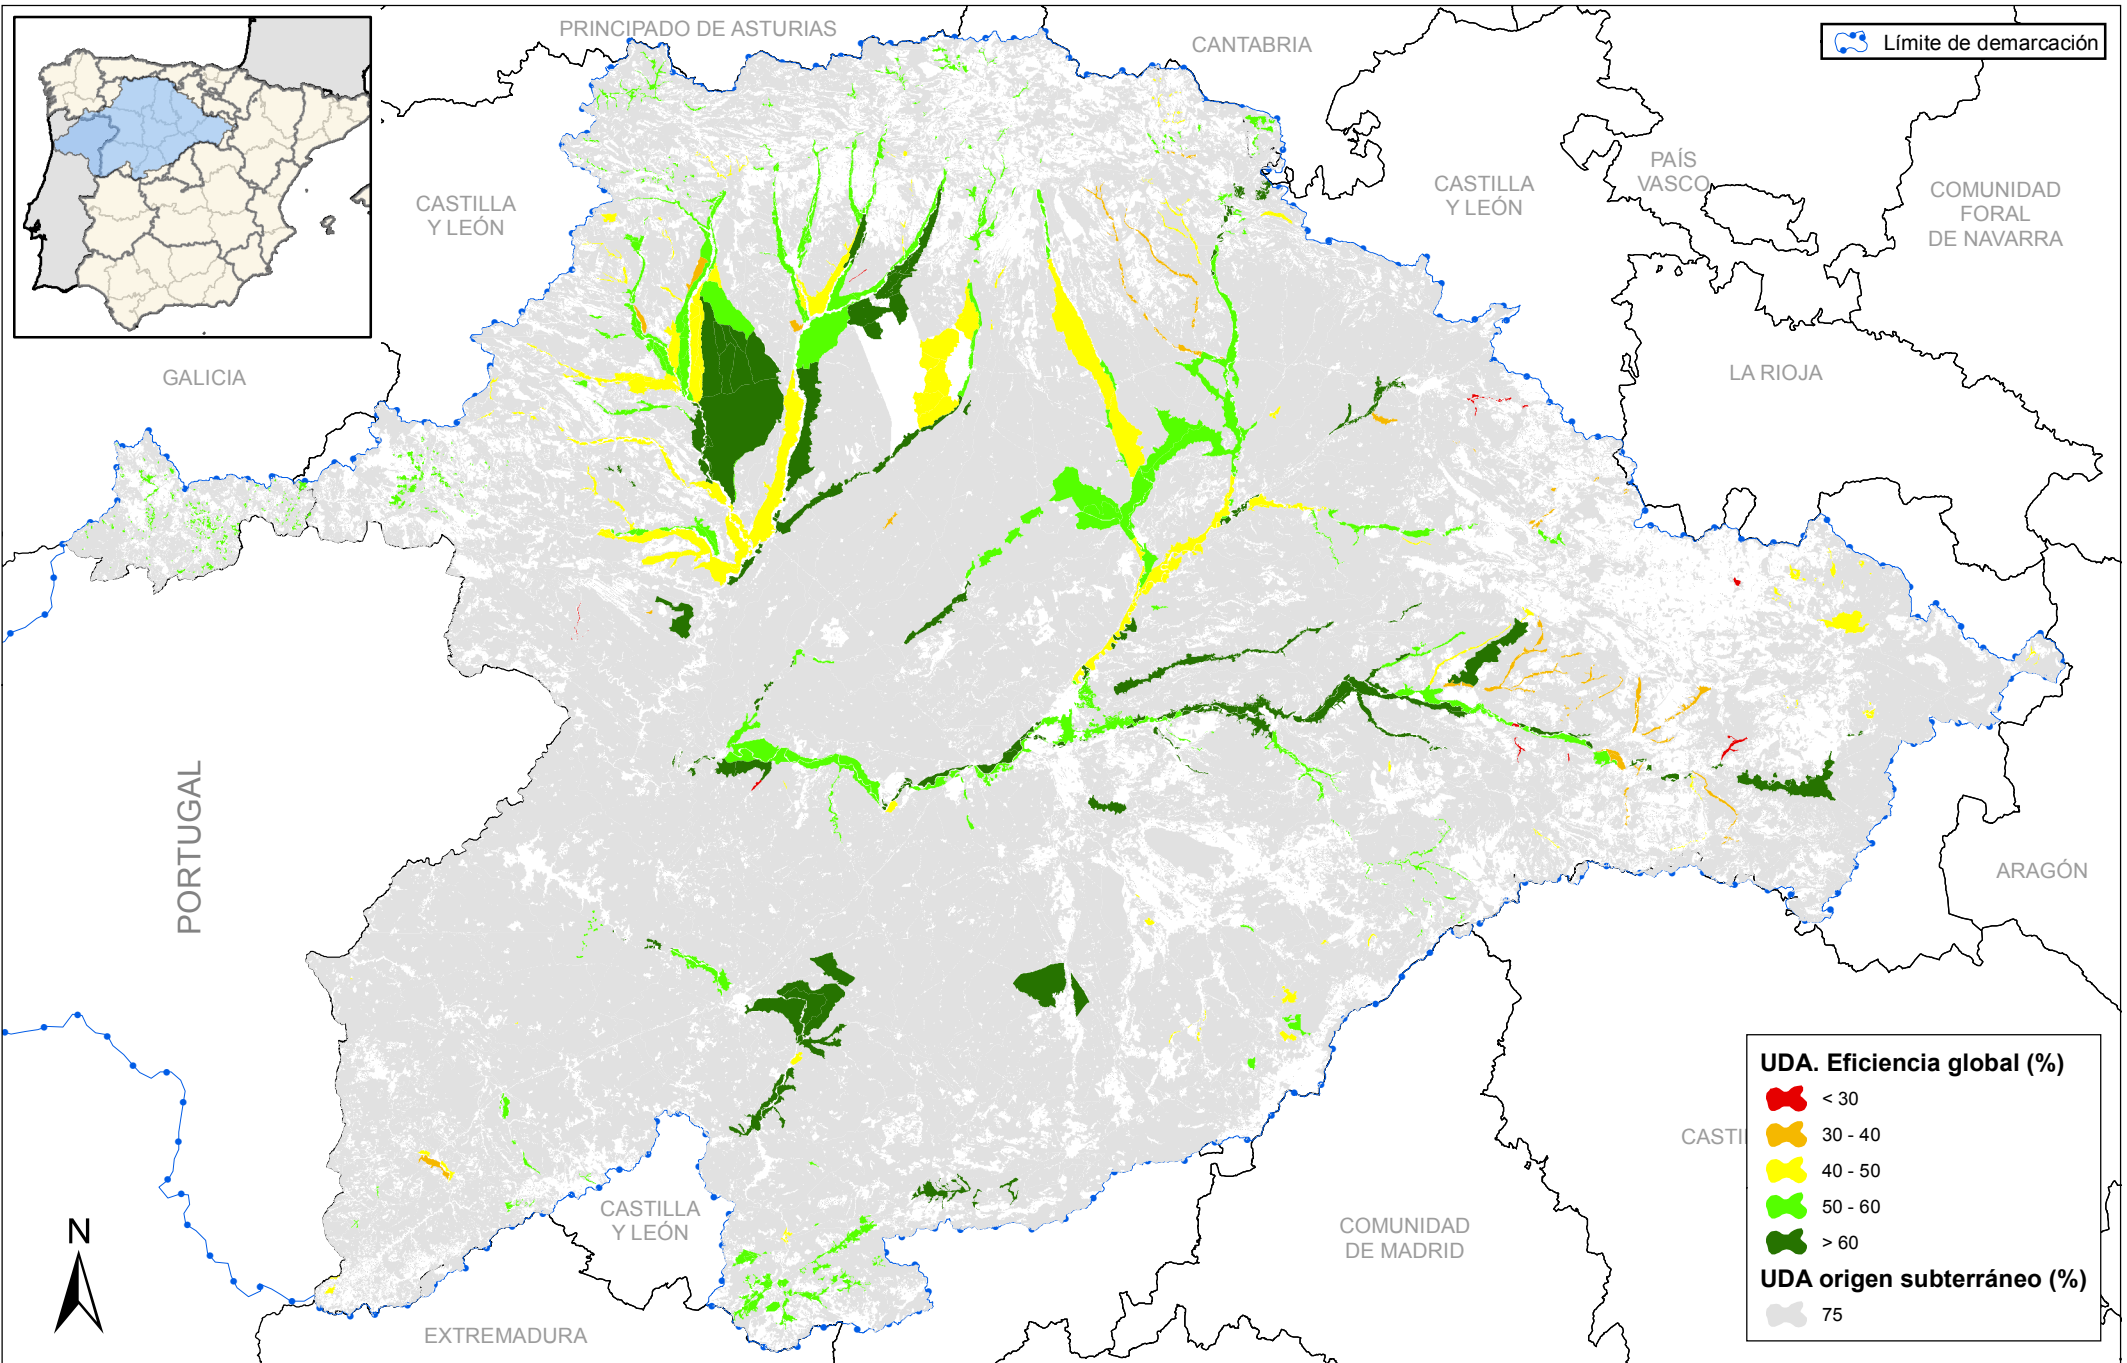 PRINCIPADO DE ASTURIAS
CANTABRIA
Límite de demarcación
CASTILLA
Y LEÓN
CASTILLA
Y LEÓN
PAÍS
VASCO
COMUNIDAD
FORAL
DE NAVARRA
GALICIA
LA RIOJA
PORTUGAL
ARAGÓN
CASTILLA
Y LEÓN
COMUNIDAD
DE MADRID
EXTREMADURA
CASTI
N
UDA. Eficiencia global (%)
< 30
30 - 40
40 - 50
50 - 60
> 60
UDA origen subterráneo (%)
75